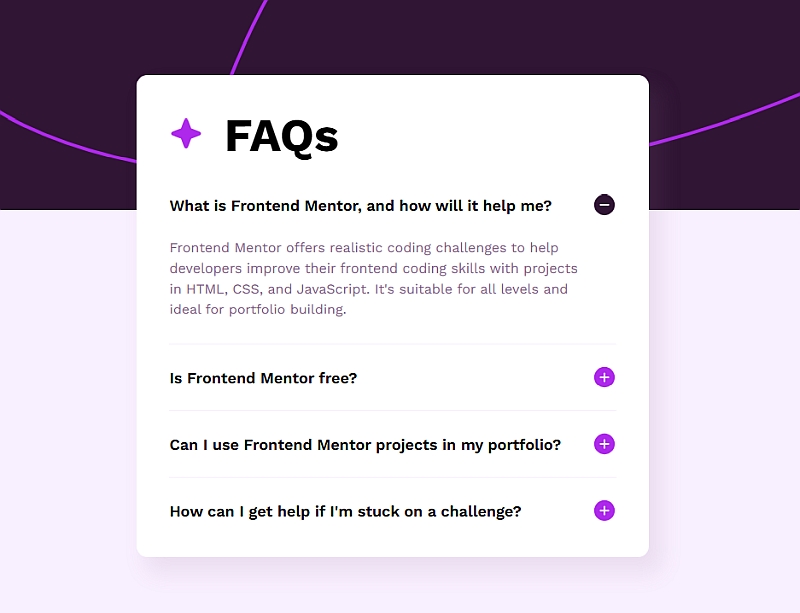 FAQs
What is Frontend Mentor, and how will it help me?
Frontend Mentor offers realistic coding challenges to help
developers improve their frontend coding skills with projects
in HTML, CSS, and JavaScript. It's suitable for all levels and
ideal for portfolio building.
Is Frontend Mentor free?
Can I use Frontend Mentor projects in my portfolio?
How can I get help if I'm stuck on a challenge?